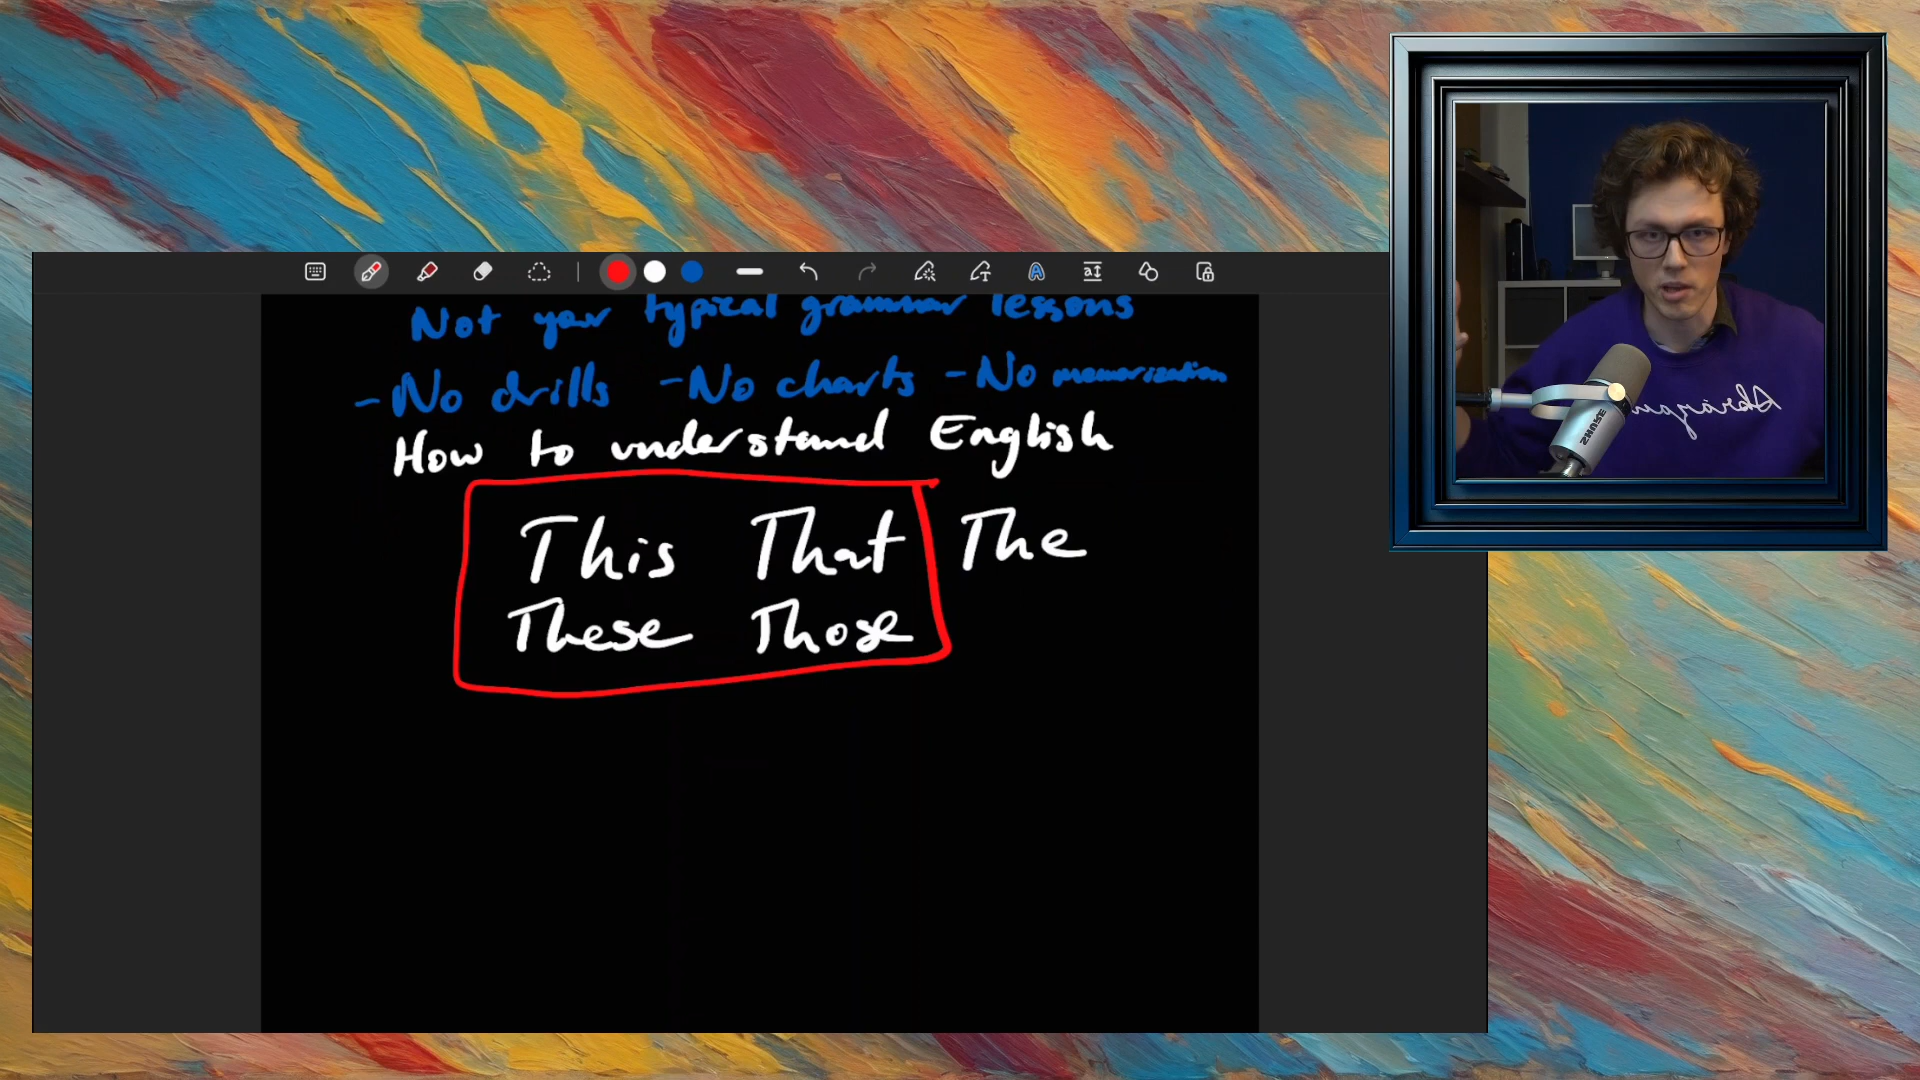 Not your typical grammar lessons
- No drills - No charts - No memorization
How to understand English
This That The
These Those
SHURE